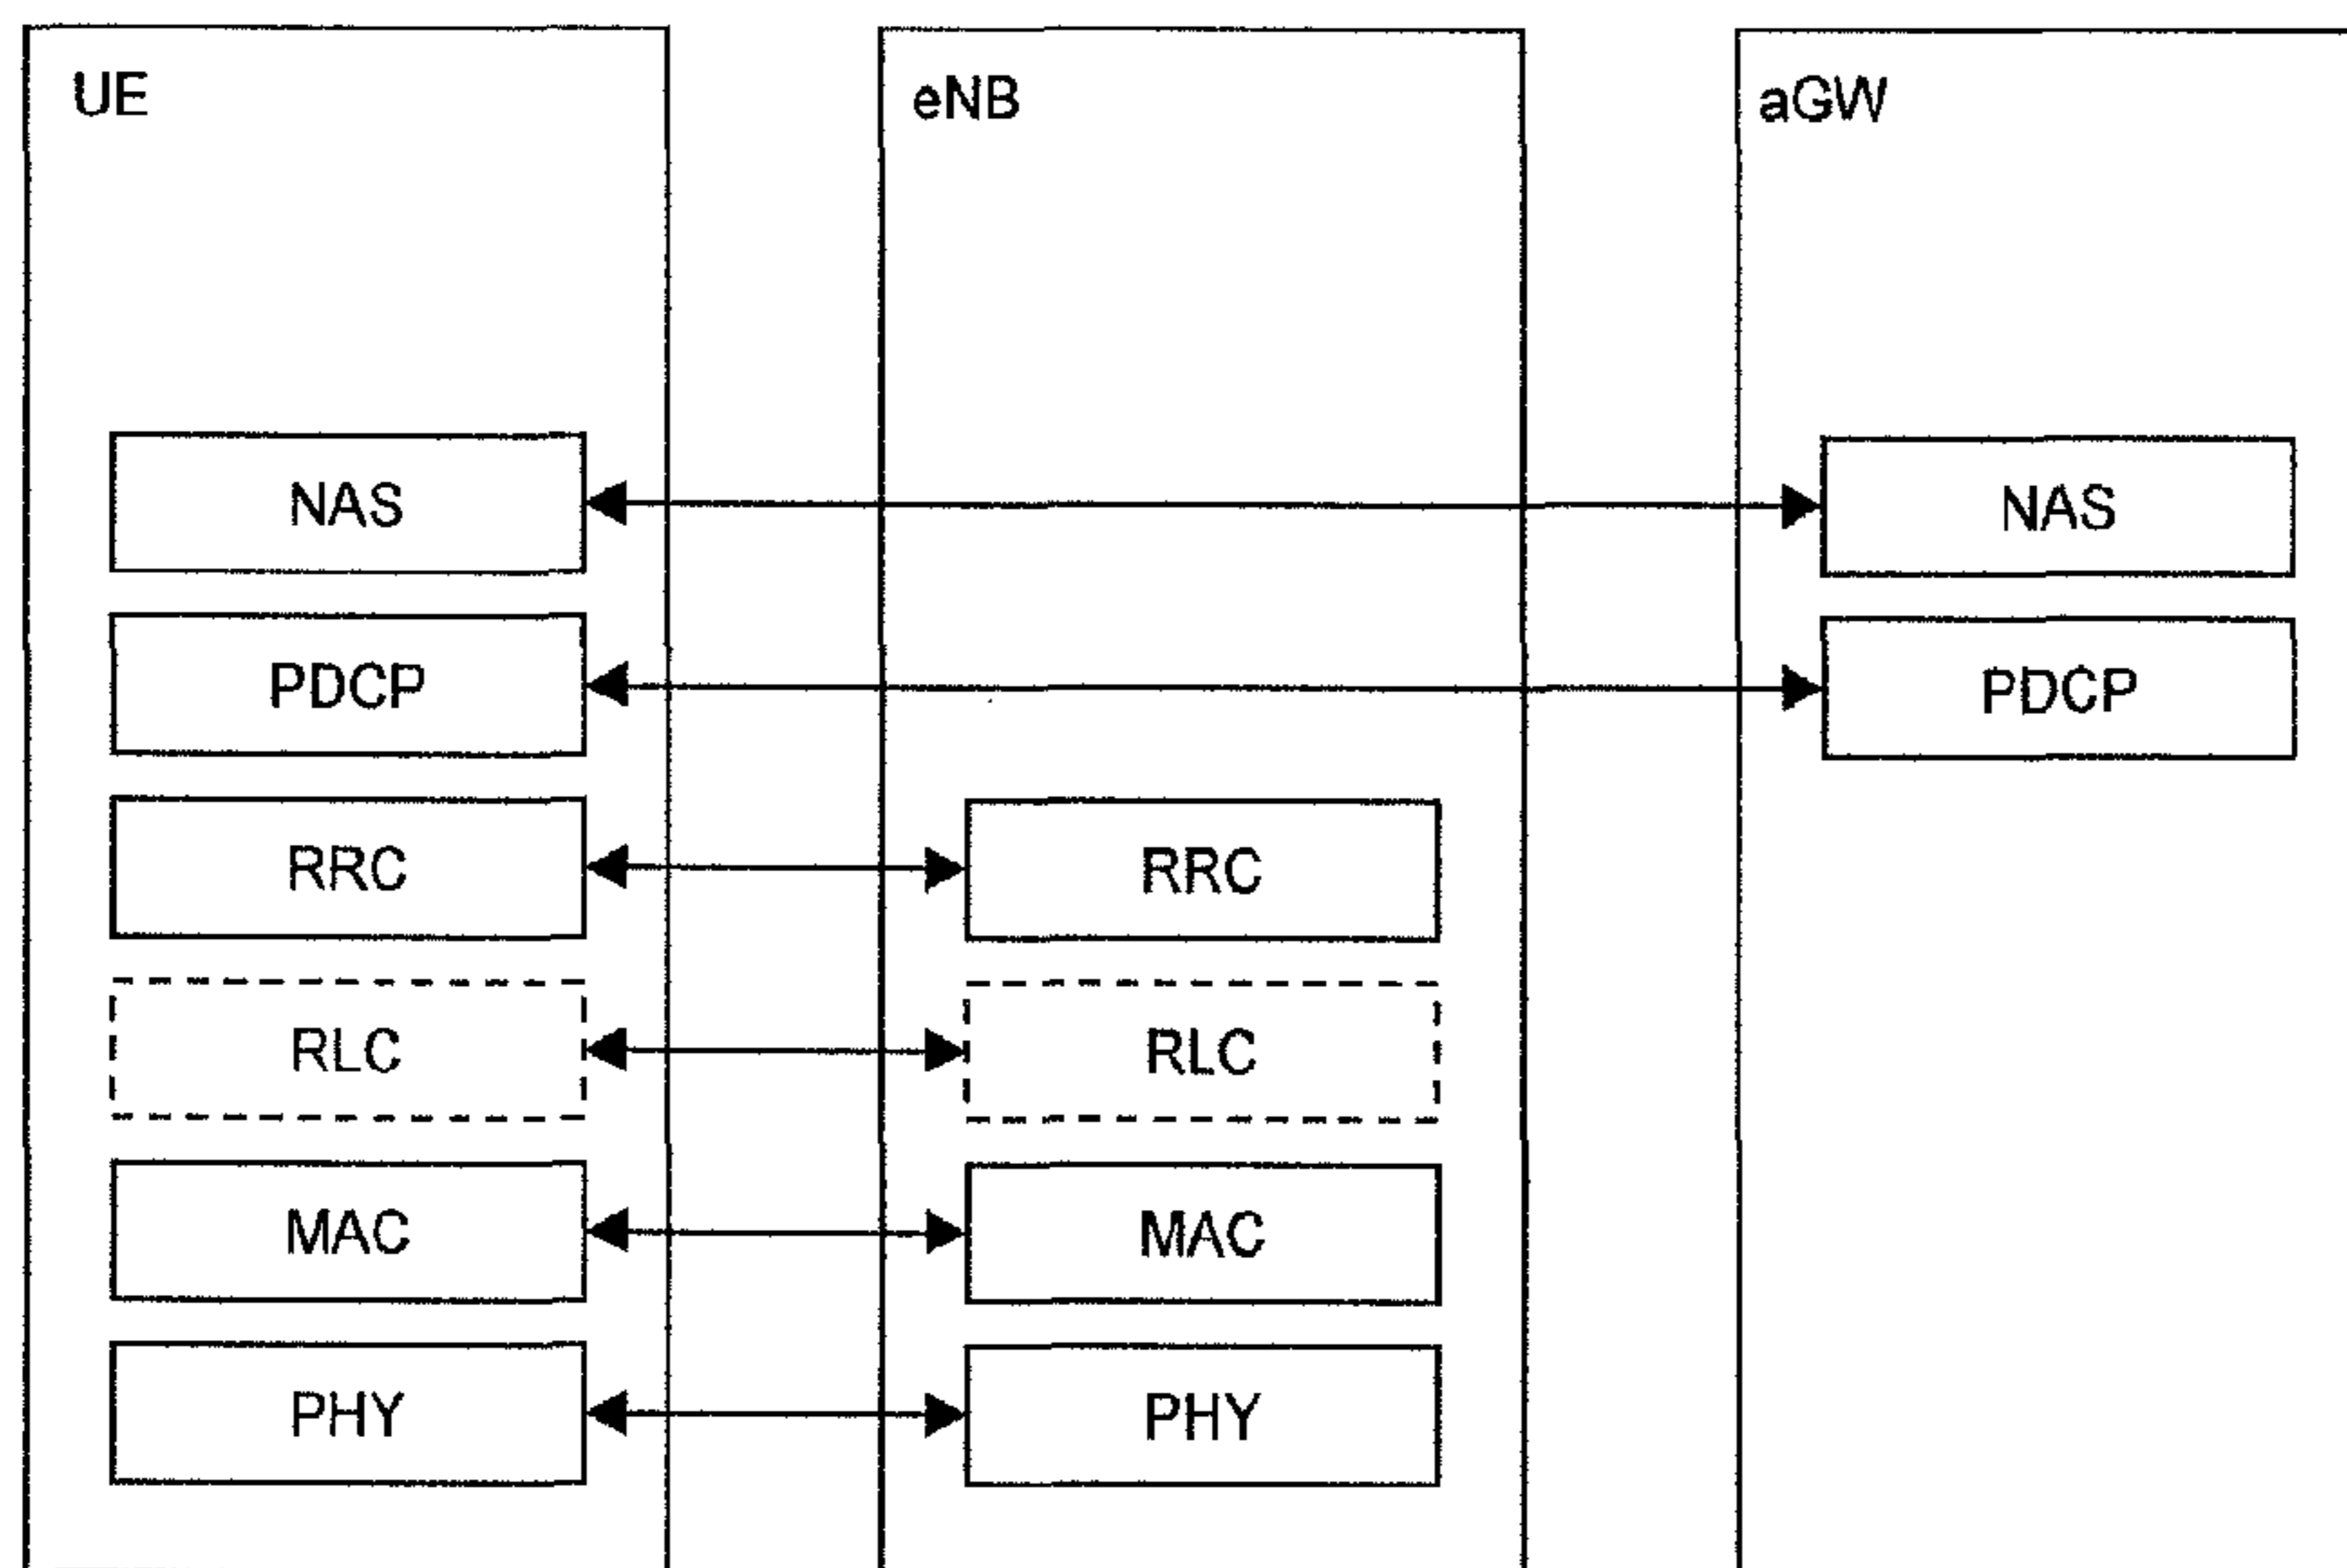 UE
eNB
aGW
NAS
NAS
PDCP
PDCP
RRC
RRC
RLC
RLC
MAC
MAC
PHY
PHY